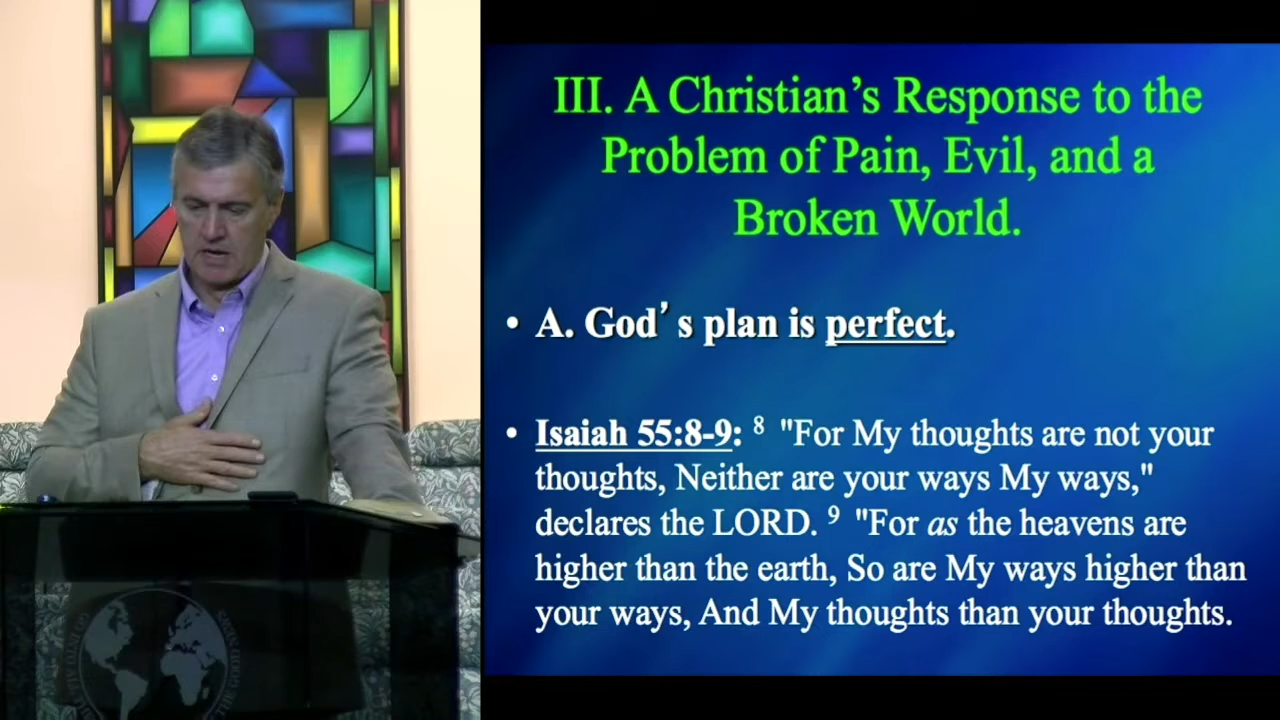 III. A Christian's Response to the
Problem of Pain, Evil, and a
Broken World.
• A. God's plan is perfect.
• Isaiah 55:8-9: 8 "For My thoughts are not your
thoughts, Neither are your ways My ways,"
declares the LORD. 9 "For as the heavens are
higher than the earth, So are My ways higher than
your ways, And My thoughts than your thoughts.